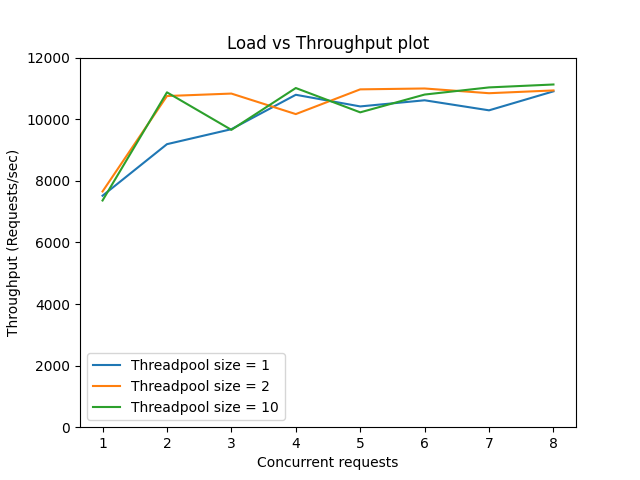 Load vs Throughput plot
12000
10000
8000
6000
4000
2000
0
Throughput (Requests/sec)
Threadpool size = 1
Threadpool size = 2
Threadpool size = 10
1 2 3 4 5 6 7 8
Concurrent requests